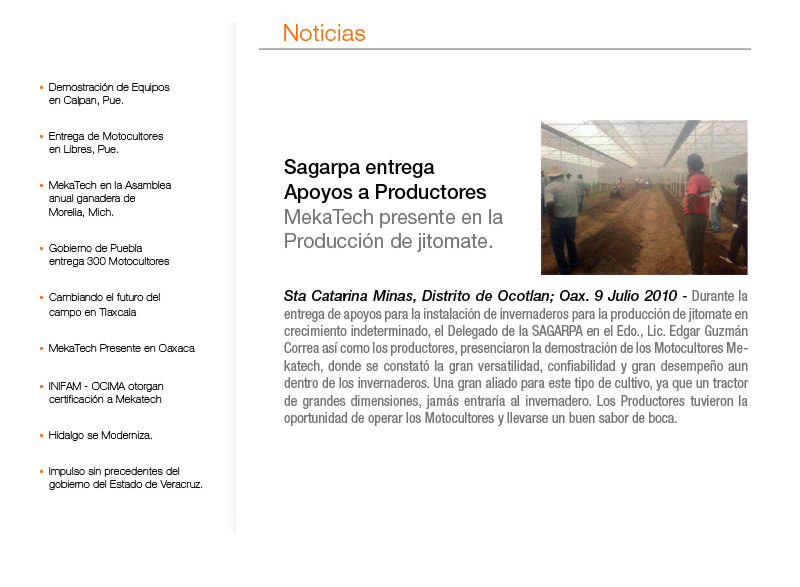 Noticias
• Demostración de Equipos
en Calpan, Pue.
• Entrega de Motocultores
en Libres, Pue.
• MekaTech en la Asamblea
anual ganadera de
Morelia, Mich.
• Gobierno de Puebla
entrega 300 Motocultores
• Cambiando el futuro del
campo en Tlaxcala
• MekaTech Presente en Oaxaca
• INIFAM - OCIMA otorgan
certificación a Mekatech
• Hidalgo se Moderniza.
• Impulso sin precedentes del
gobierno del Estado de Veracruz.
Sagarpa entrega
Apoyos a Productores
MekaTech presente en la
Producción de jitomate.
Sta Catarina Minas, Distrito de Ocotlan; Oax. 9 Julio 2010 - Durante la
entrega de apoyos para la instalación de invernaderos para la producción de jitomate en
crecimiento indeterminado, el Delegado de la SAGARPA en el Edo., Lic. Edgar Guzmán
Correa así como los productores, presenciaron la demostración de los Motocultores Me-
katech, donde se constató la gran versatilidad, confiabilidad y gran desempeño aun
dentro de los invernaderos. Una gran aliado para este tipo de cultivo, ya que un tractor
de grandes dimensiones, jamás entraría al invernadero. Los Productores tuvieron la
oportunidad de operar los Motocultores y llevarse un buen sabor de boca.